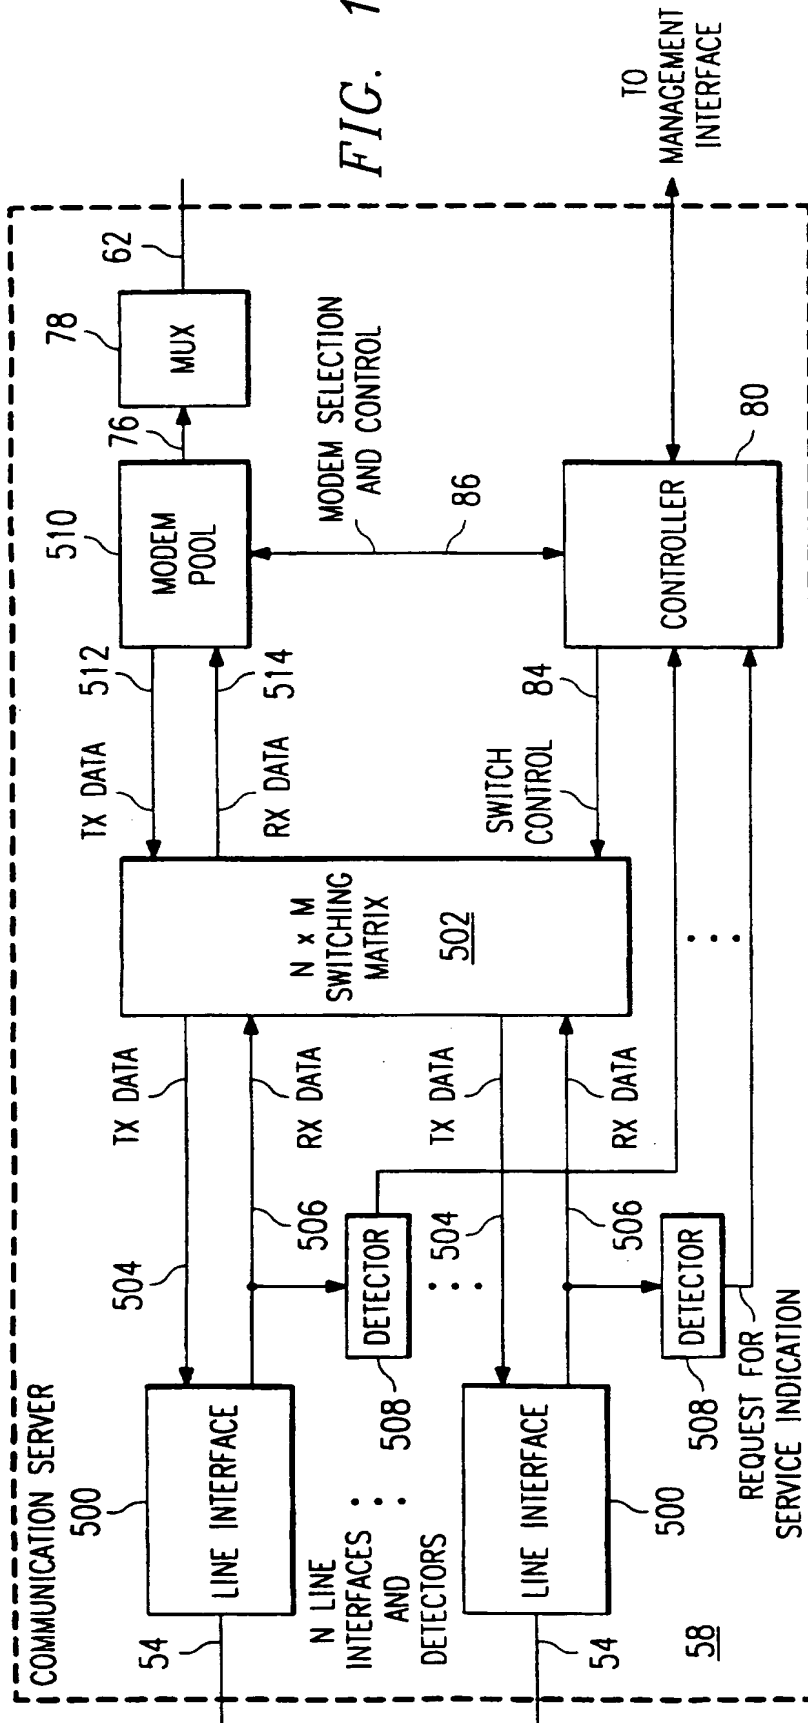 COMMUNICATION SERVER
54
500
LINE INTERFACE
504
TX DATA
506
RX DATA
N LINE
INTERFACES
AND
DETECTORS
DETECTOR
508
54
LINE INTERFACE
500
504
TX DATA
506
RX DATA
DETECTOR
508
REQUEST FOR
SERVICE INDICATION
58
N x M
SWITCHING
MATRIX
502
TX DATA
512
RX DATA
514
510
MODEM
POOL
76
78
MUX
62
MODEM SELECTION
AND CONTROL
86
SWITCH
CONTROL
84
CONTROLLER
80
TO
MANAGEMENT
INTERFACE
FIG. 1